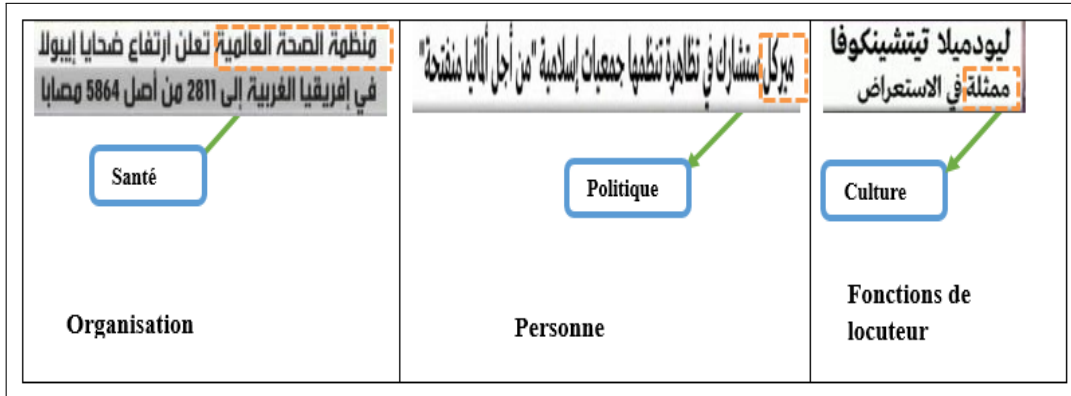 منظمة الصحة العالمية تعلن ارتفاع ضحايا إيبولا
في إفريقيا الغربية إلى 2811 من أصل 5864 مصابا
Santé
Organisation
ميركل ستشارك في تظاهرة تنظمها جمعيات إسلامية "من أجل ألمانيا منفتحة"
Politique
Personne
ليودميلا تيتشينكوفا
ممثلة في الاستعراض
Culture
Fonctions de
locuteur